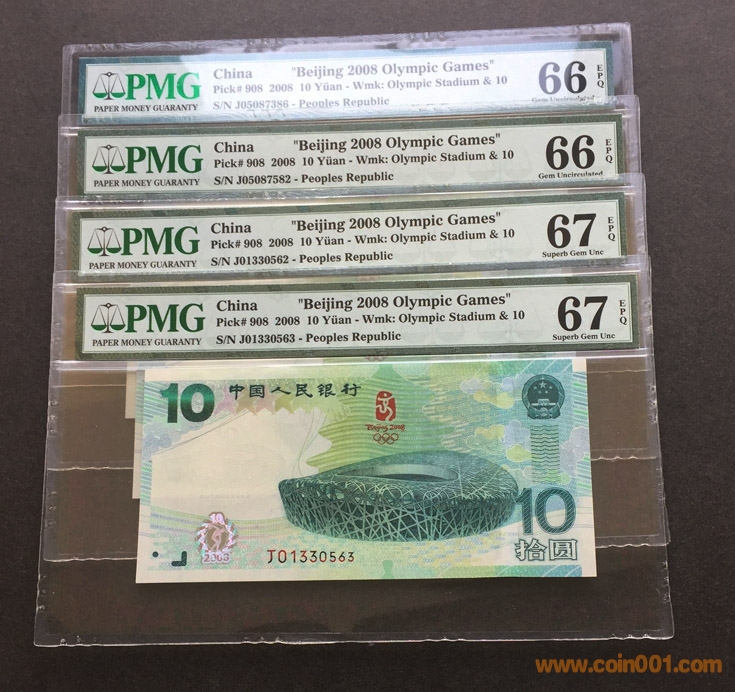 PMG
PAPER MONEY GUARANTY
China "Beijing 2008 Olympic Games"
Pick# 908 2008 10 Yüan - Wmk: Olympic Stadium & 10
S/N J05087386 - Peoples Republic
66 EPQ
Gem Uncirculated
PMG
PAPER MONEY GUARANTY
China "Beijing 2008 Olympic Games"
Pick# 908 2008 10 Yüan - Wmk: Olympic Stadium & 10
S/N J05087582 - Peoples Republic
66 EPQ
Gem Uncirculated
PMG
PAPER MONEY GUARANTY
China "Beijing 2008 Olympic Games"
Pick# 908 2008 10 Yüan - Wmk: Olympic Stadium & 10
S/N J01330562 - Peoples Republic
67 EPQ
Superb Gem Unc
PMG
PAPER MONEY GUARANTY
China "Beijing 2008 Olympic Games"
Pick# 908 2008 10 Yüan - Wmk: Olympic Stadium & 10
S/N J01330563 - Peoples Republic
67 EPQ
Superb Gem Unc
10 中国人民银行
Beijing 2008
10
拾圆
10
2008
J01330563
www.coin001.com